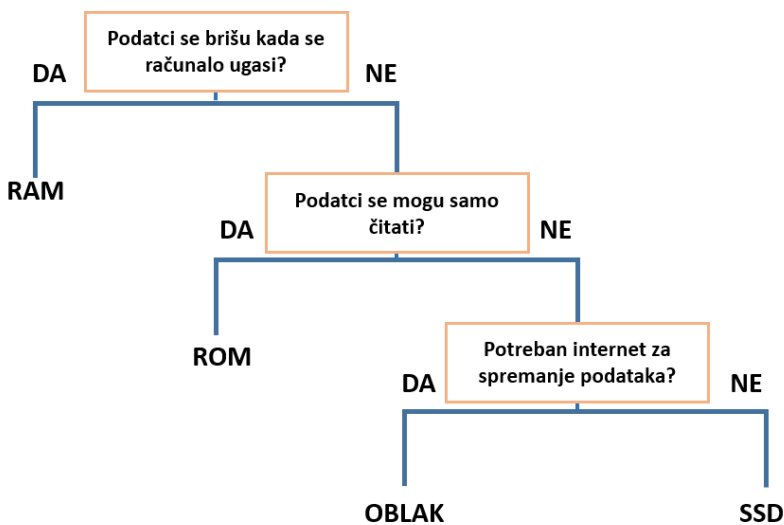 Podatci se brišu kada se
računalo ugasi?
DA
NE
RAM
Podatci se mogu samo
čitati?
DA
NE
ROM
Potreban internet za
spremanje podataka?
DA
NE
OBLAK
SSD